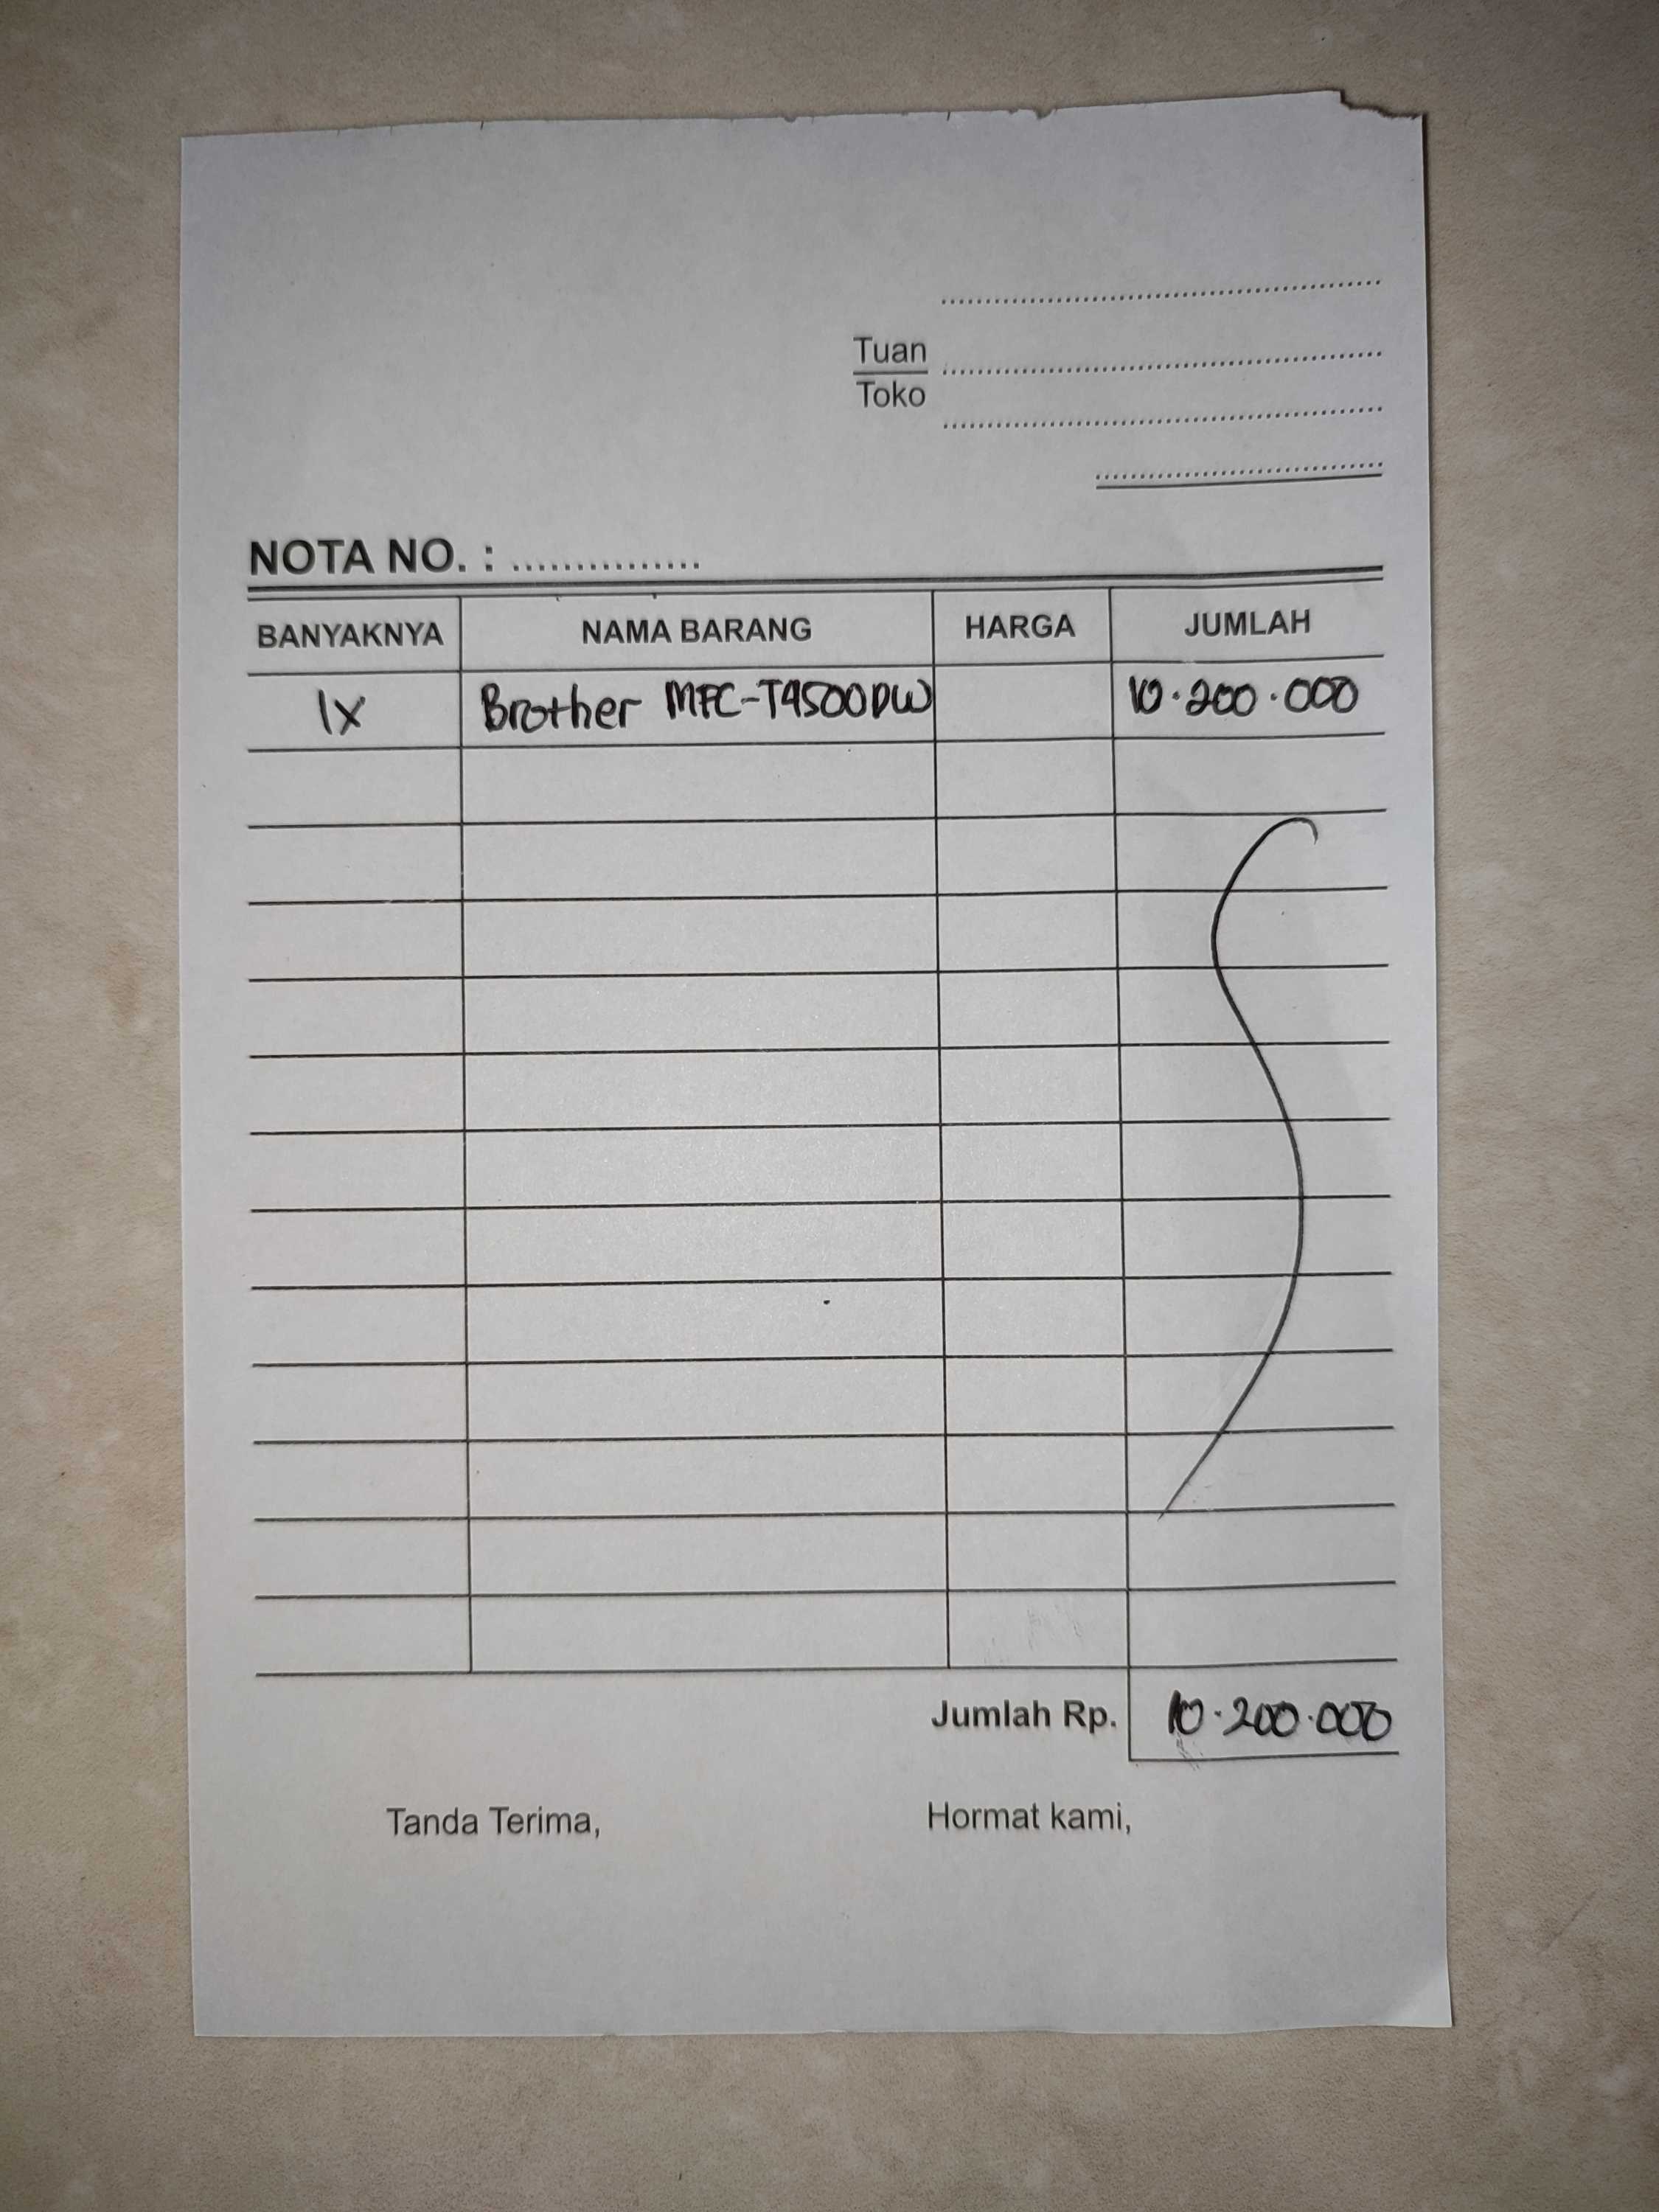 Tuan
Toko
NOTA NO. : ...............
BANYAKNYA NAMA BARANG HARGA JUMLAH
1x Brother MFC-T4500DW 10.200.000
Jumlah Rp. 10.200.000
Tanda Terima, Hormat kami,